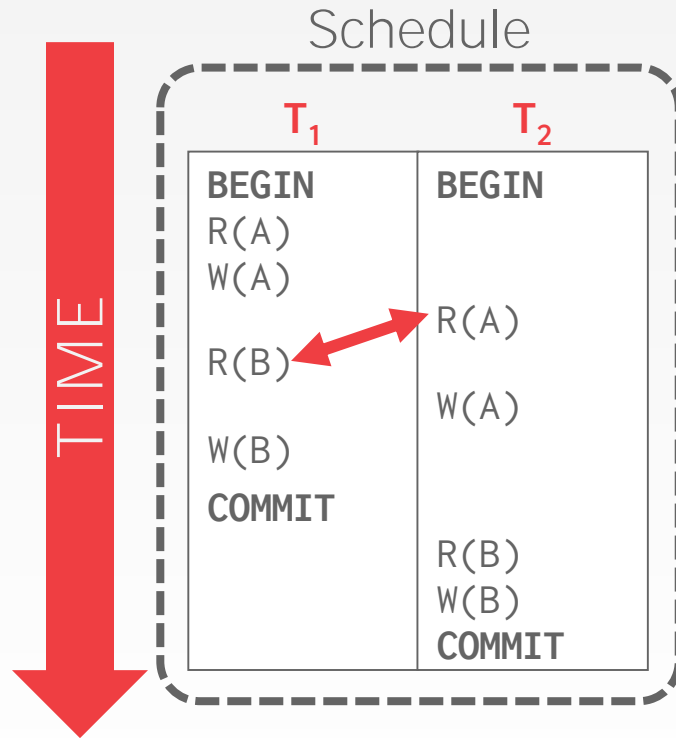 Schedule
TIME
T₁ T₂
BEGIN BEGIN
R(A)
W(A)
R(A)
R(B)
W(A)
W(B)
COMMIT
R(B)
W(B)
COMMIT